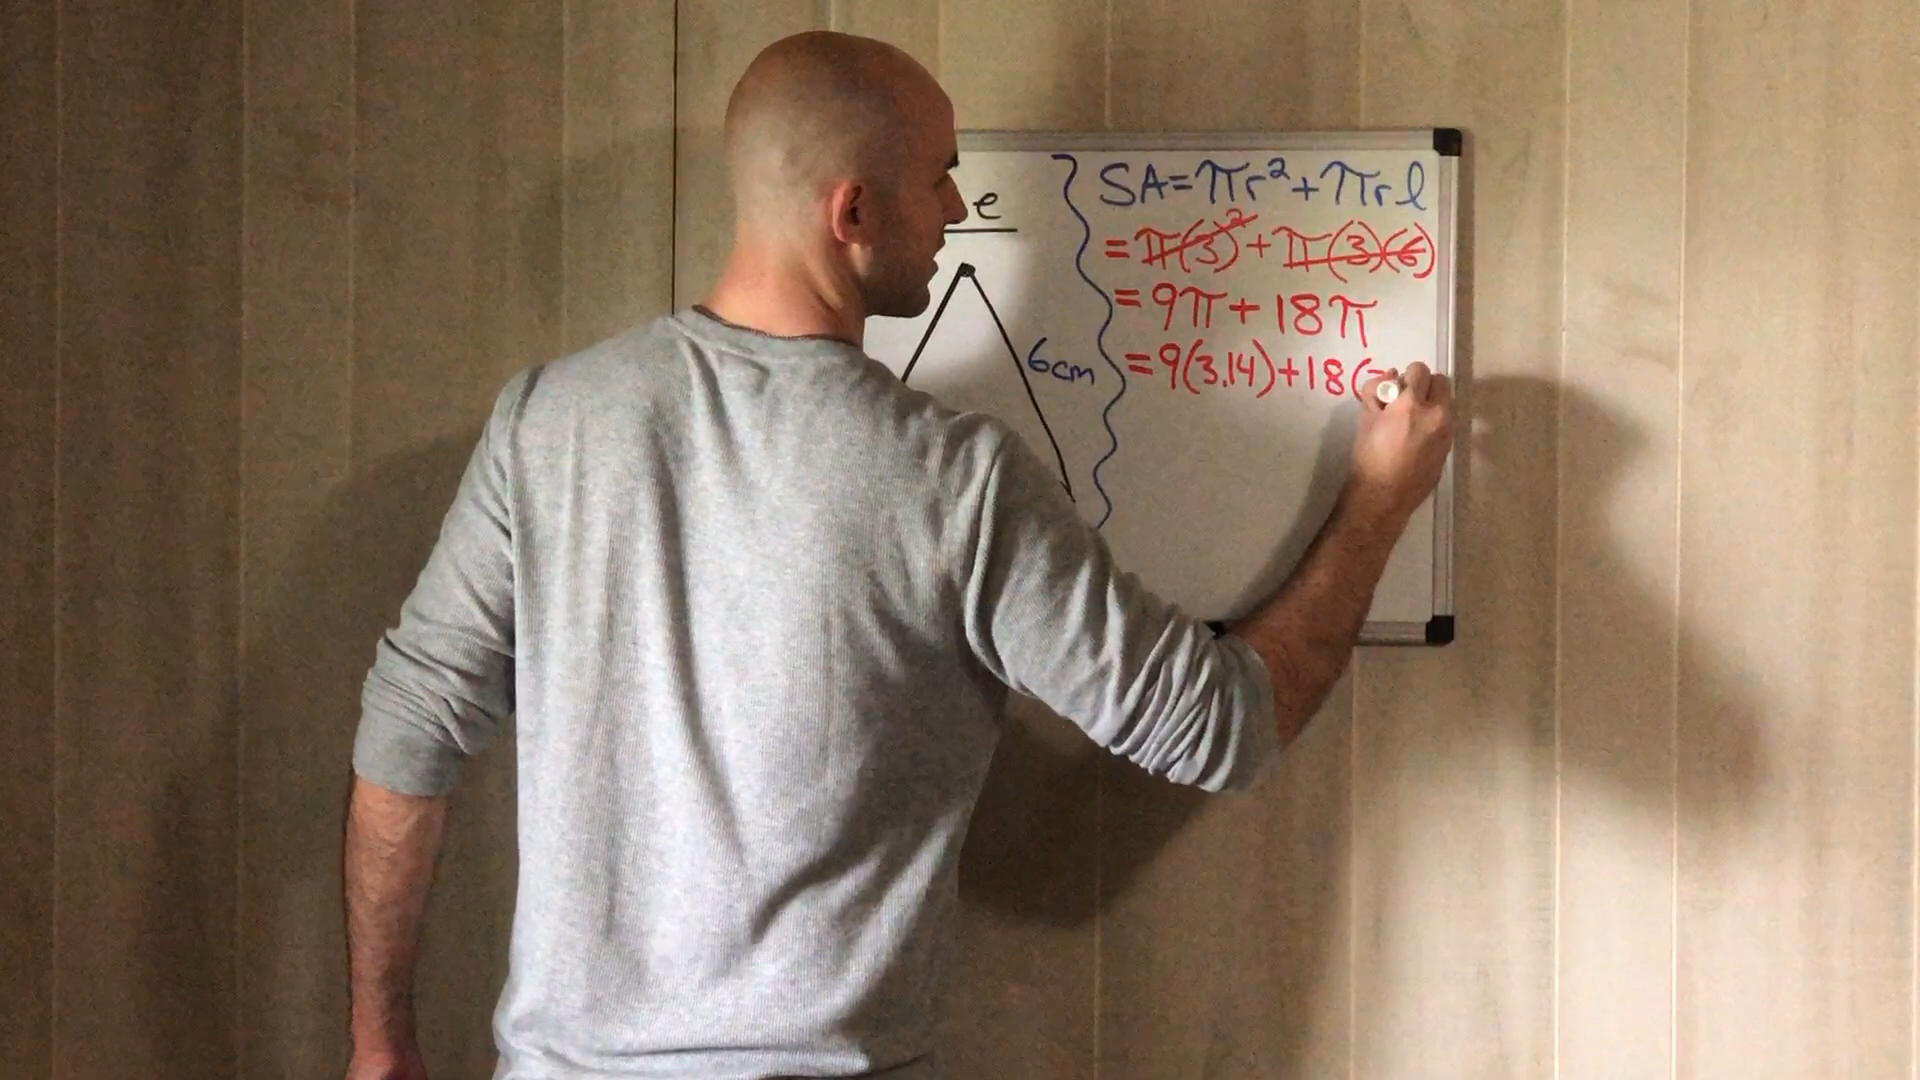 e
6cm
SA=πr²+πrl
=π(3)²+π(3)(6)
=9π+18π
=9(3.14)+18(